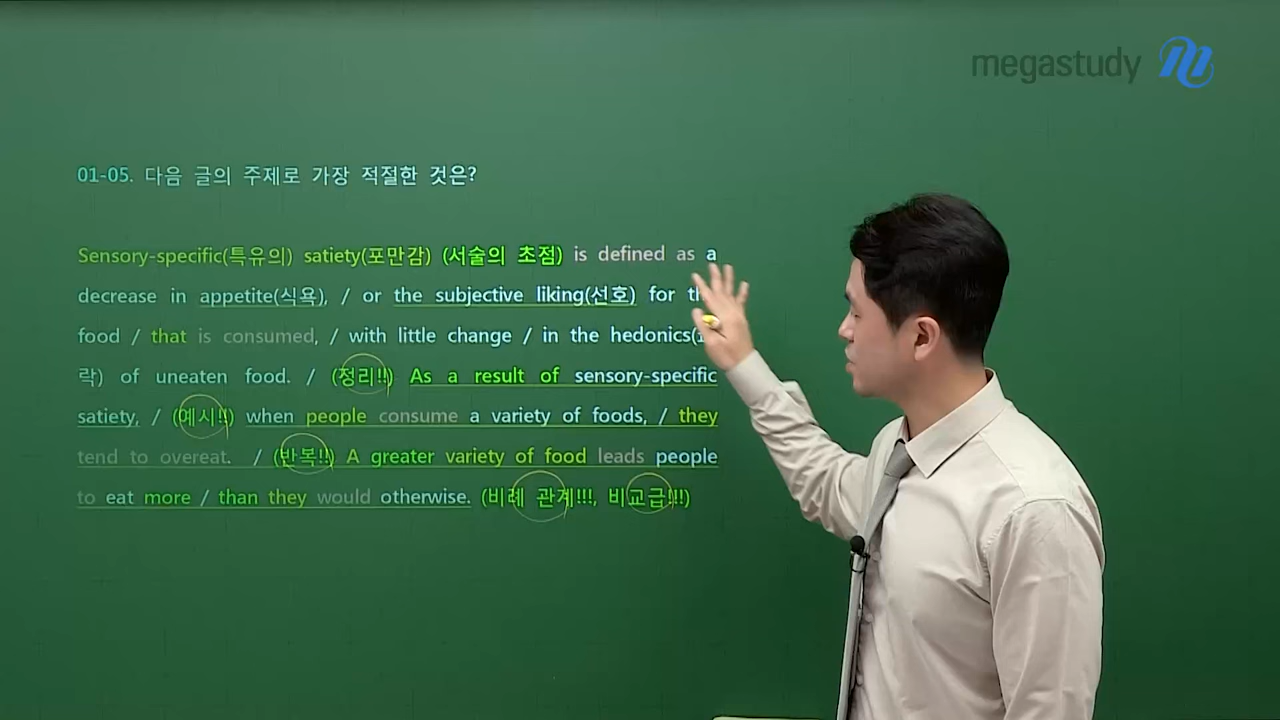 megastudy
01-05. 다음 글의 주제로 가장 적절한 것은?
Sensory-specific(특유의) satiety(포만감) (서술의 초점) is defined as a
decrease in appetite(식욕), / or the subjective liking(선호) for
food / that is consumed, / with little change / in the hedonics(
락) of uneaten food. / (정리!!) As a result of sensory-specific
satiety, / (예시!!) when people consume a variety of foods, / they
tend to overeat. / (반복!!) A greater variety of food leads people
to eat more / than they would otherwise. (비례 관계!!!, 비교급!!!)